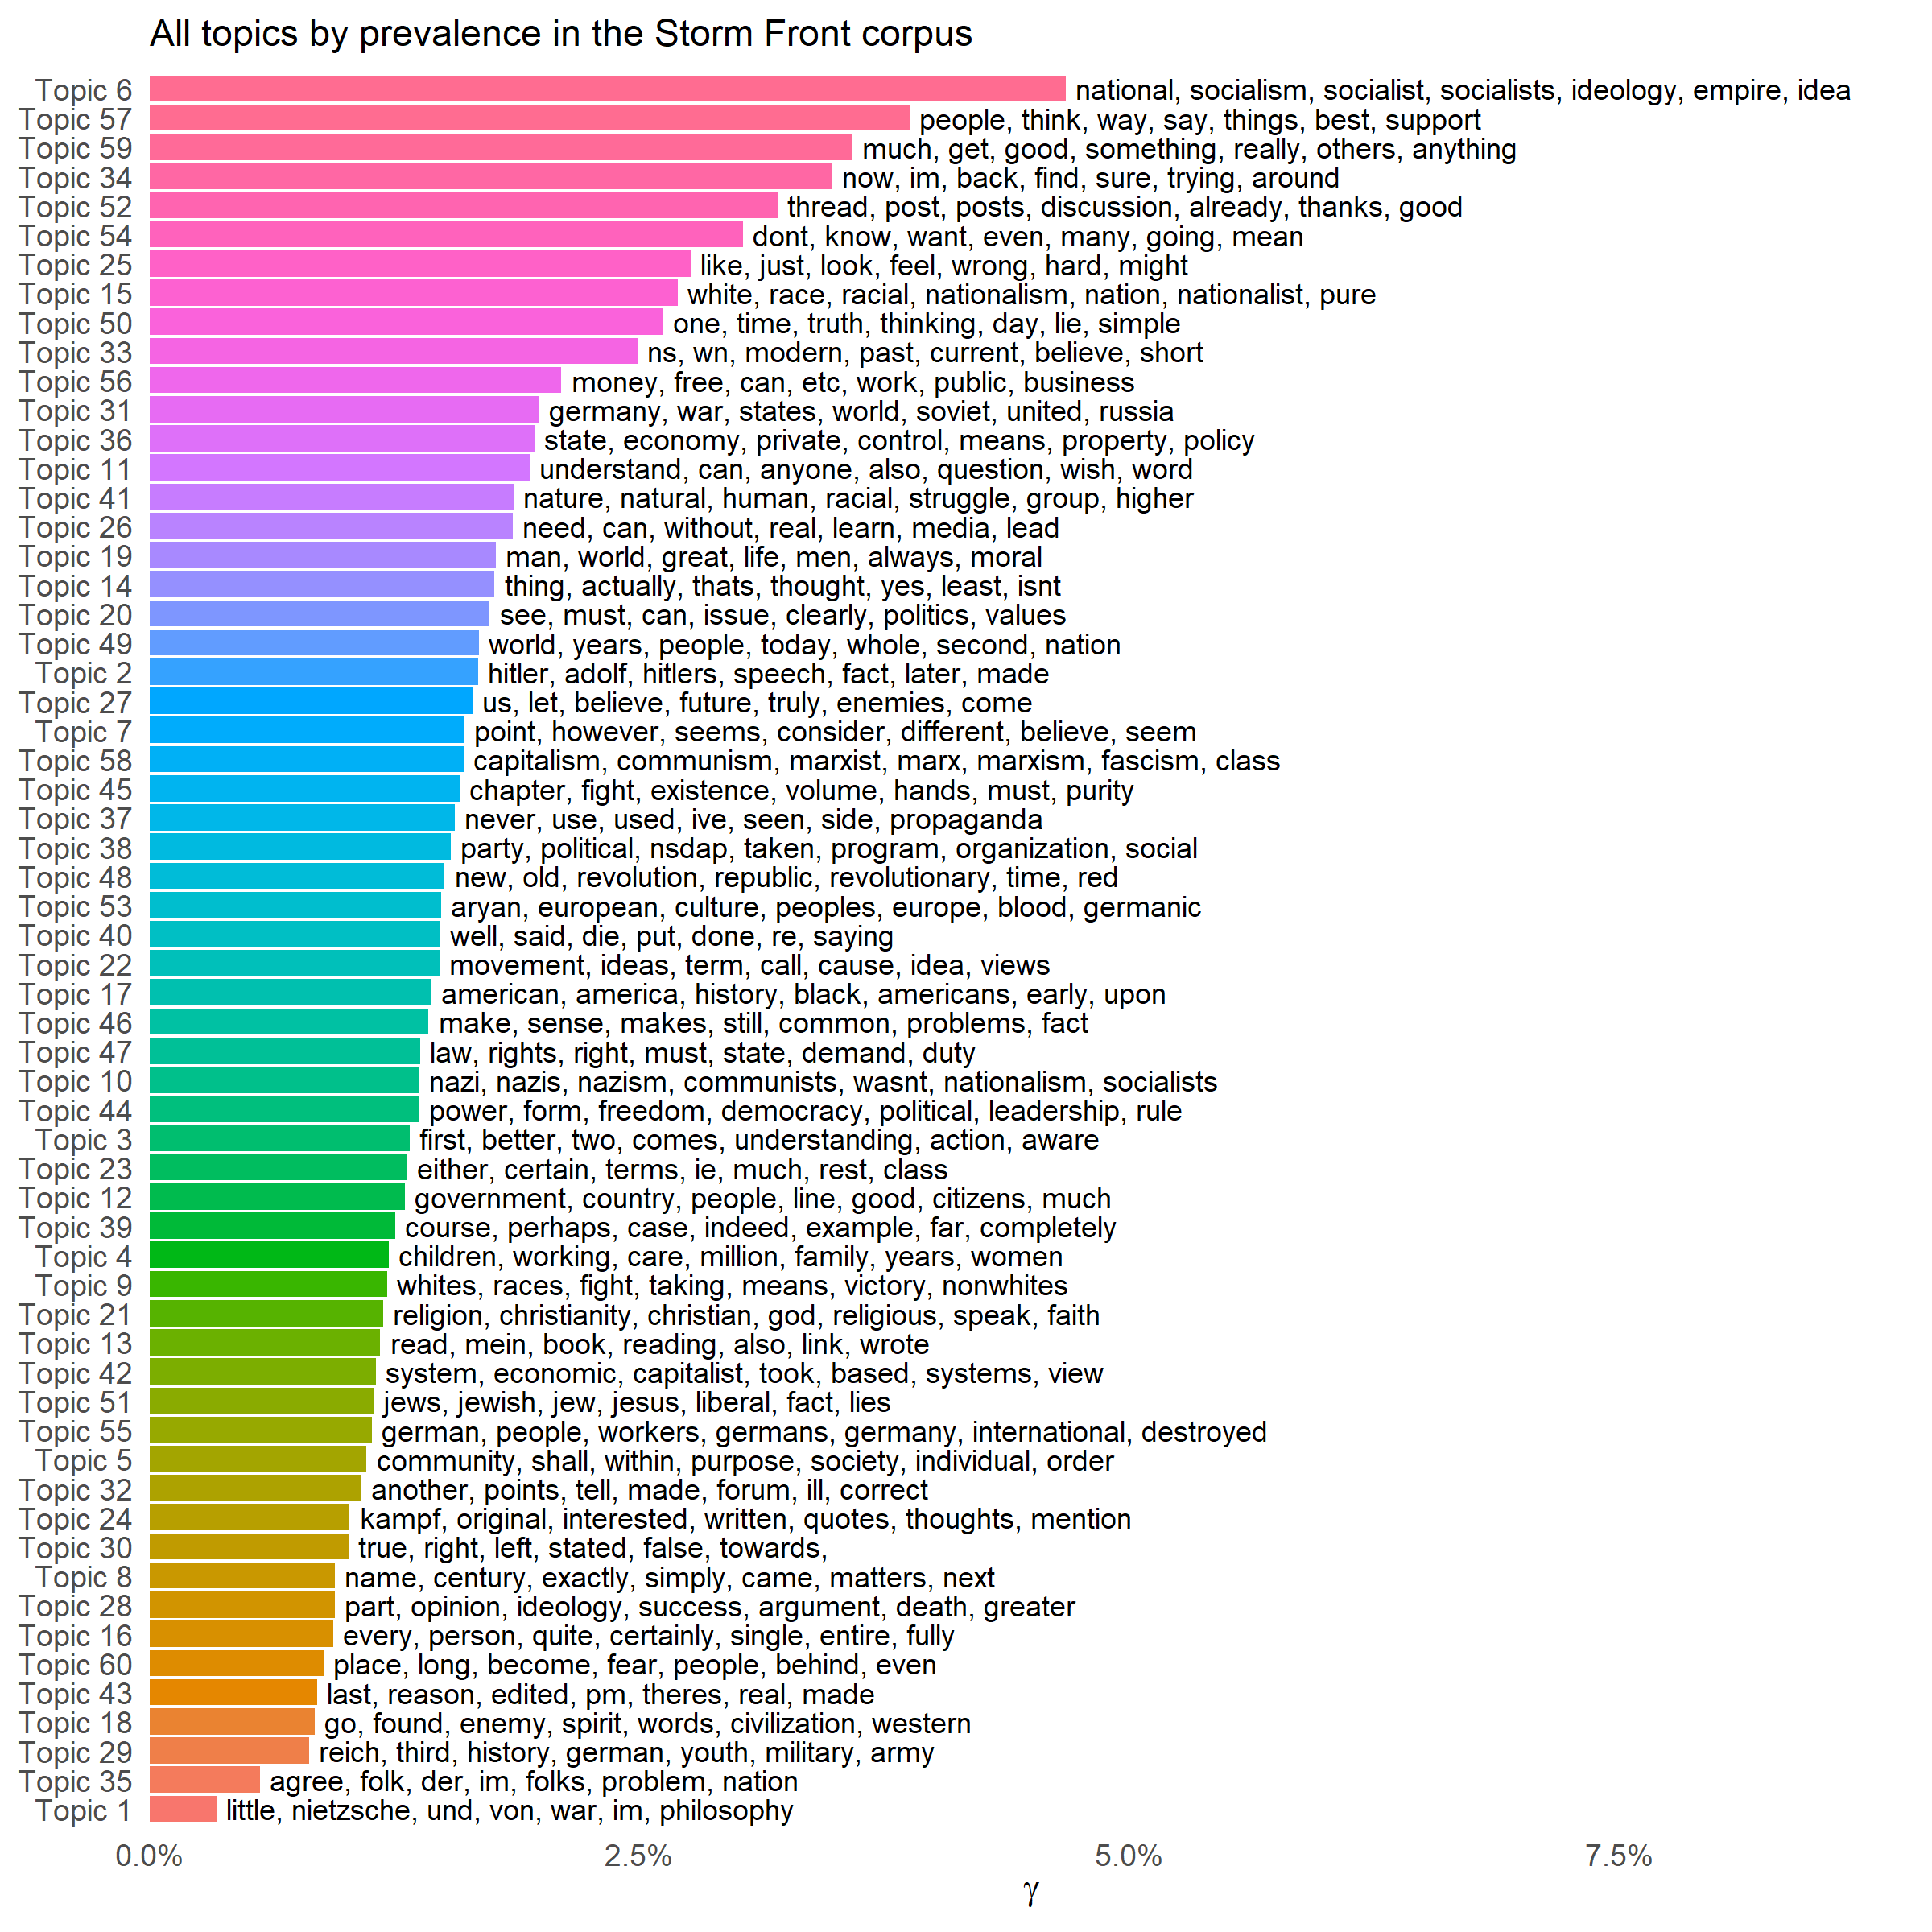 All topics by prevalence in the Storm Front corpus
Topic 6 national, socialism, socialist, socialists, ideology, empire, idea
Topic 57 people, think, way, say, things, best, support
Topic 59 much, get, good, something, really, others, anything
Topic 34 now, im, back, find, sure, trying, around
Topic 52 thread, post, posts, discussion, already, thanks, good
Topic 54 dont, know, want, even, many, going, mean
Topic 25 like, just, look, feel, wrong, hard, might
Topic 15 white, race, racial, nationalism, nation, nationalist, pure
Topic 50 one, time, truth, thinking, day, lie, simple
Topic 33 ns, wn, modern, past, current, believe, short
Topic 56 money, free, can, etc, work, public, business
Topic 31 germany, war, states, world, soviet, united, russia
Topic 36 state, economy, private, control, means, property, policy
Topic 11 understand, can, anyone, also, question, wish, word
Topic 41 nature, natural, human, racial, struggle, group, higher
Topic 26 need, can, without, real, learn, media, lead
Topic 19 man, world, great, life, men, always, moral
Topic 14 thing, actually, thats, thought, yes, least, isnt
Topic 20 see, must, can, issue, clearly, politics, values
Topic 49 world, years, people, today, whole, second, nation
Topic 2 hitler, adolf, hitlers, speech, fact, later, made
Topic 27 us, let, believe, future, truly, enemies, come
Topic 7 point, however, seems, consider, different, believe, seem
Topic 58 capitalism, communism, marxist, marx, marxism, fascism, class
Topic 45 chapter, fight, existence, volume, hands, must, purity
Topic 37 never, use, used, ive, seen, side, propaganda
Topic 38 party, political, nsdap, taken, program, organization, social
Topic 48 new, old, revolution, republic, revolutionary, time, red
Topic 53 aryan, european, culture, peoples, europe, blood, germanic
Topic 40 well, said, die, put, done, re, saying
Topic 22 movement, ideas, term, call, cause, idea, views
Topic 17 american, america, history, black, americans, early, upon
Topic 46 make, sense, makes, still, common, problems, fact
Topic 47 law, rights, right, must, state, demand, duty
Topic 10 nazi, nazis, nazism, communists, wasnt, nationalism, socialists
Topic 44 power, form, freedom, democracy, political, leadership, rule
Topic 3 first, better, two, comes, understanding, action, aware
Topic 23 either, certain, terms, ie, much, rest, class
Topic 12 government, country, people, line, good, citizens, much
Topic 39 course, perhaps, case, indeed, example, far, completely
Topic 4 children, working, care, million, family, years, women
Topic 9 whites, races, fight, taking, means, victory, nonwhites
Topic 21 religion, christianity, christian, god, religious, speak, faith
Topic 13 read, mein, book, reading, also, link, wrote
Topic 42 system, economic, capitalist, took, based, systems, view
Topic 51 jews, jewish, jew, jesus, liberal, fact, lies
Topic 55 german, people, workers, germans, germany, international, destroyed
Topic 5 community, shall, within, purpose, society, individual, order
Topic 32 another, points, tell, made, forum, ill, correct
Topic 24 kampf, original, interested, written, quotes, thoughts, mention
Topic 30 true, right, left, stated, false, towards,
Topic 8 name, century, exactly, simply, came, matters, next
Topic 28 part, opinion, ideology, success, argument, death, greater
Topic 16 every, person, quite, certainly, single, entire, fully
Topic 60 place, long, become, fear, people, behind, even
Topic 43 last, reason, edited, pm, theres, real, made
Topic 18 go, found, enemy, spirit, words, civilization, western
Topic 29 reich, third, history, german, youth, military, army
Topic 35 agree, folk, der, im, folks, problem, nation
Topic 1 little, nietzsche, und, von, war, im, philosophy
0.0% 2.5% 5.0% 7.5%
γ